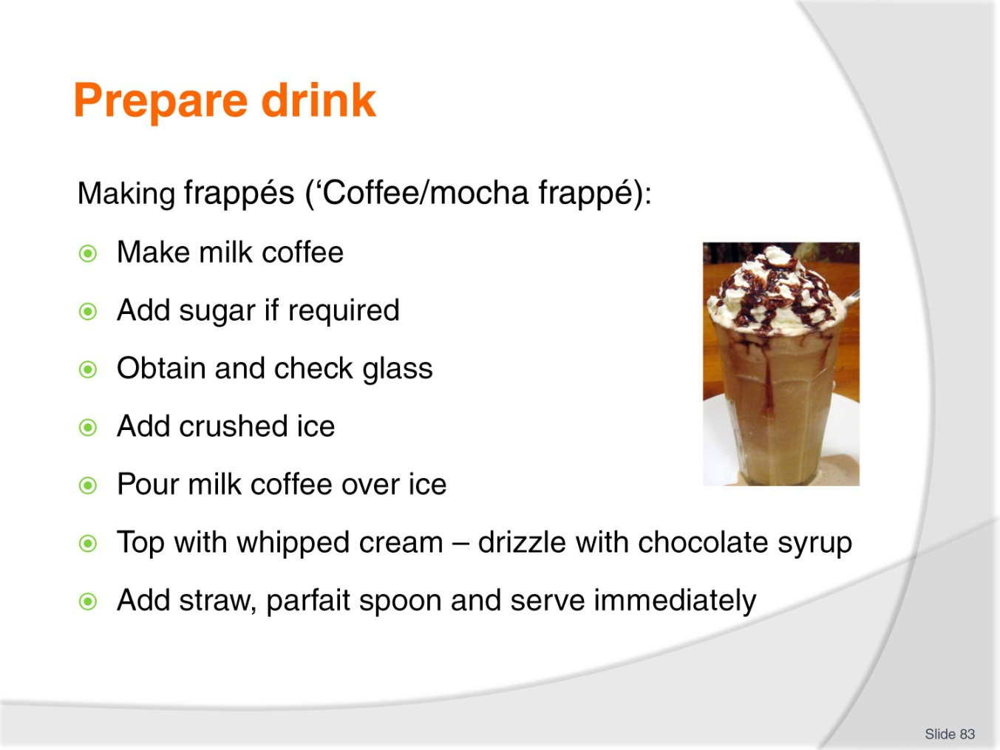 Prepare drink
Making frappés (‘Coffee/mocha frappé):
Make milk coffee
Add sugar if required
Obtain and check glass
Add crushed ice
Pour milk coffee over ice
Top with whipped cream – drizzle with chocolate syrup
Add straw, parfait spoon and serve immediately
Slide 83